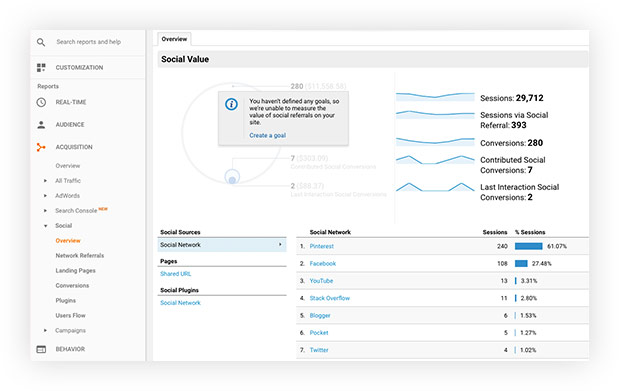 Search reports and help
CUSTOMIZATION
Reports
REAL-TIME
AUDIENCE
ACQUISITION
Overview
All Traffic
AdWords
Search Console NEW
Social
Overview
Network Referrals
Landing Pages
Conversions
Plugins
Users Flow
Campaigns
BEHAVIOR
Overview
Social Value
280 ($11,556.58)
You haven't defined any goals, so
we're unable to measure the
value of social referrals on your
site.
Create a goal
7 ($303.09)
Contributed Social Conversions
2 ($88.37)
Last Interaction Social Conversions
Sessions: 29,712
Sessions via Social
Referral: 393
Conversions: 280
Contributed Social
Conversions: 7
Last Interaction Social
Conversions: 2
Social Sources
Social Network
Pages
Shared URL
Social Plugins
Social Network
Social Network Sessions % Sessions
1. Pinterest 240 61.07%
2. Facebook 108 27.48%
3. YouTube 13 3.31%
4. Stack Overflow 11 2.80%
5. Blogger 6 1.53%
6. Pocket 5 1.27%
7. Twitter 4 1.02%